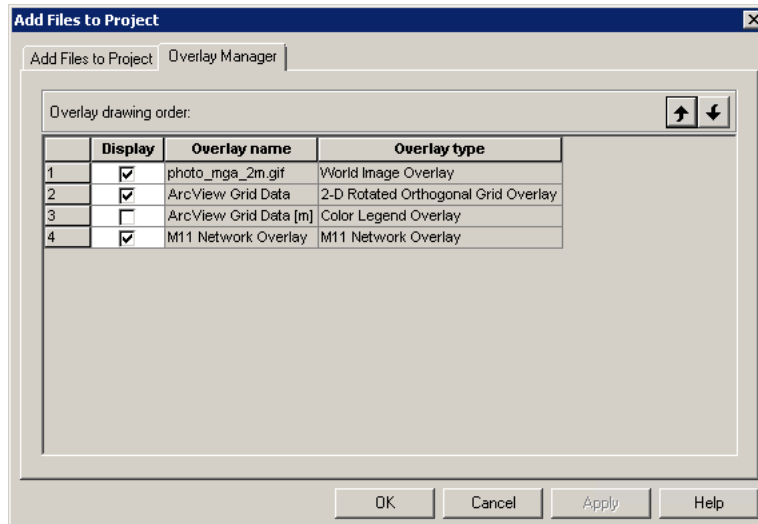 Add Files to Project
Add Files to Project Overlay Manager
Overlay drawing order:
Display Overlay name Overlay type
1 photo_mga_2m.gif World Image Overlay
2 ArcView Grid Data 2-D Rotated Orthogonal Grid Overlay
3 ArcView Grid Data [m] Color Legend Overlay
4 M11 Network Overlay M11 Network Overlay
OK Cancel Apply Help